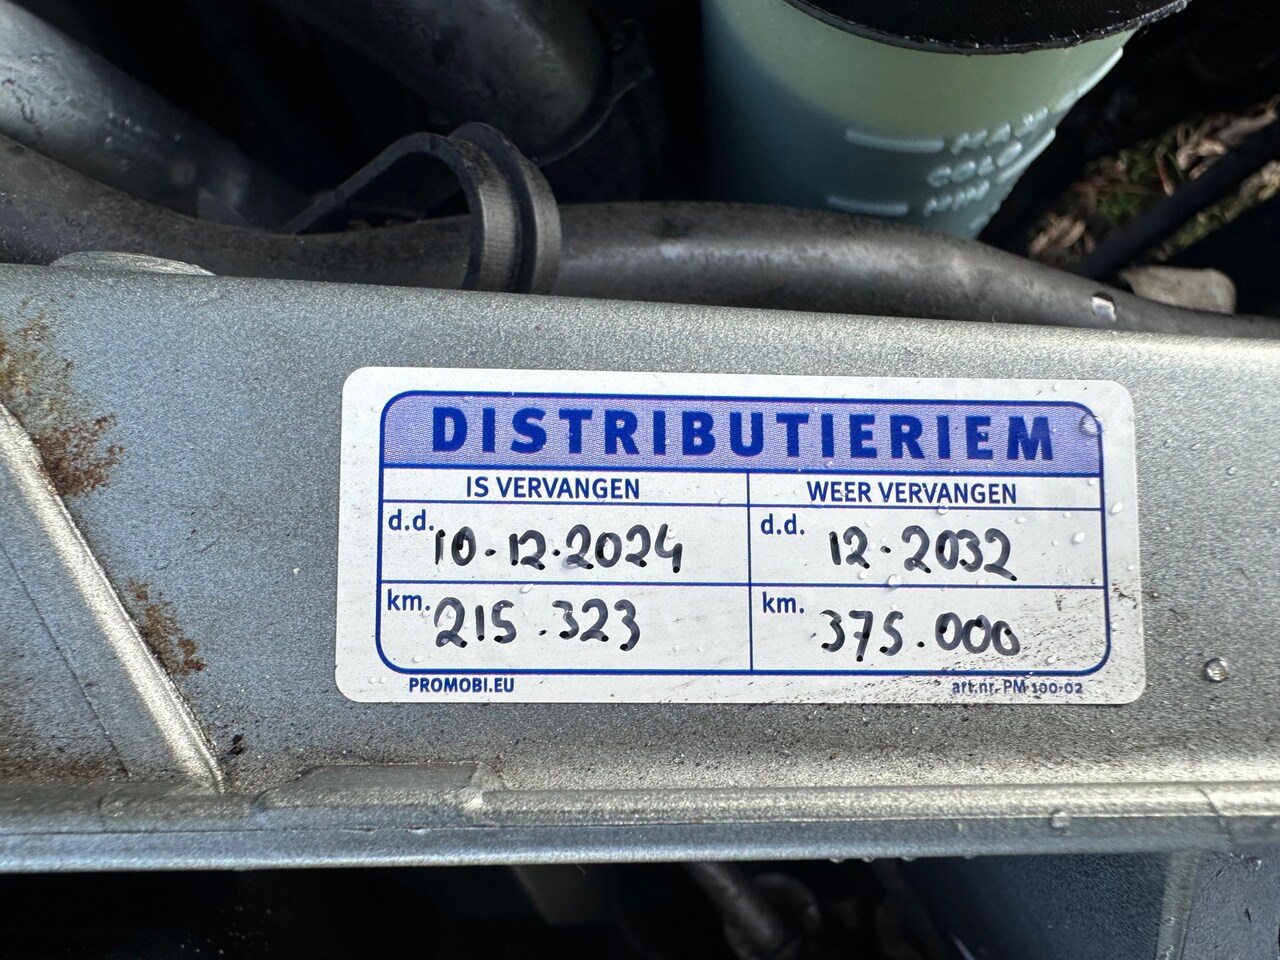 DISTRIBUTIERIEM
IS VERVANGEN
WEER VERVANGEN
d.d. 10-12-2024
d.d. 12-2032
km. 215.323
km. 375.000
PROMOBI.EU
art.nr. PM-100-02